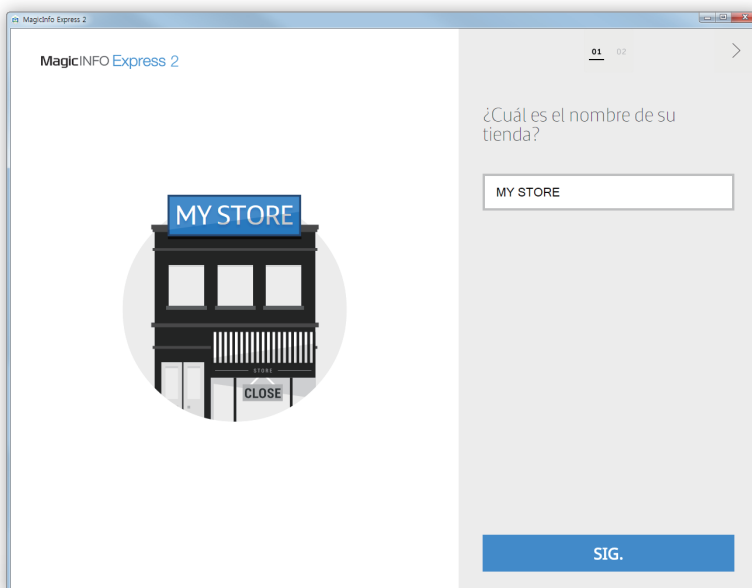 MagicInfo Express 2
MagicINFO Express 2
01 02
¿Cuál es el nombre de su
tienda?
MY STORE
MY STORE
STORE
CLOSE
SIG.